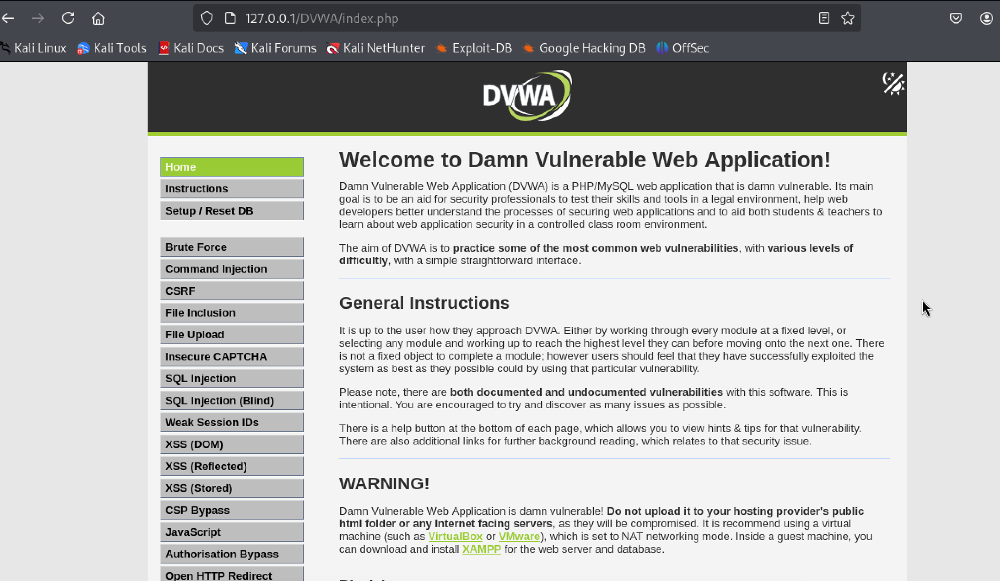 127.0.0.1/DVWA/index.php
Kali Linux Kali Tools Kali Docs Kali Forums Kali NetHunter Exploit-DB Google Hacking DB OffSec
DVWA
Home
Instructions
Setup / Reset DB
Brute Force
Command Injection
CSRF
File Inclusion
File Upload
Insecure CAPTCHA
SQL Injection
SQL Injection (Blind)
Weak Session IDs
XSS (DOM)
XSS (Reflected)
XSS (Stored)
CSP Bypass
JavaScript
Authorisation Bypass
Open HTTP Redirect
Welcome to Damn Vulnerable Web Application!
Damn Vulnerable Web Application (DVWA) is a PHP/MySQL web application that is damn vulnerable. Its main
goal is to be an aid for security professionals to test their skills and tools in a legal environment, help web
developers better understand the processes of securing web applications and to aid both students & teachers to
learn about web application security in a controlled class room environment.
The aim of DVWA is to practice some of the most common web vulnerabilities, with various levels of
difficultly, with a simple straightforward interface.
General Instructions
It is up to the user how they approach DVWA. Either by working through every module at a fixed level, or
selecting any module and working up to reach the highest level they can before moving onto the next one. There
is not a fixed object to complete a module; however users should feel that they have successfully exploited the
system as best as they possible could by using that particular vulnerability.
Please note, there are both documented and undocumented vulnerabilities with this software. This is
intentional. You are encouraged to try and discover as many issues as possible.
There is a help button at the bottom of each page, which allows you to view hints & tips for that vulnerability.
There are also additional links for further background reading, which relates to that security issue.
WARNING!
Damn Vulnerable Web Application is damn vulnerable! Do not upload it to your hosting provider's public
html folder or any Internet facing servers, as they will be compromised. It is recommend using a virtual
machine (such as VirtualBox or VMware), which is set to NAT networking mode. Inside a guest machine, you
can download and install XAMPP for the web server and database.